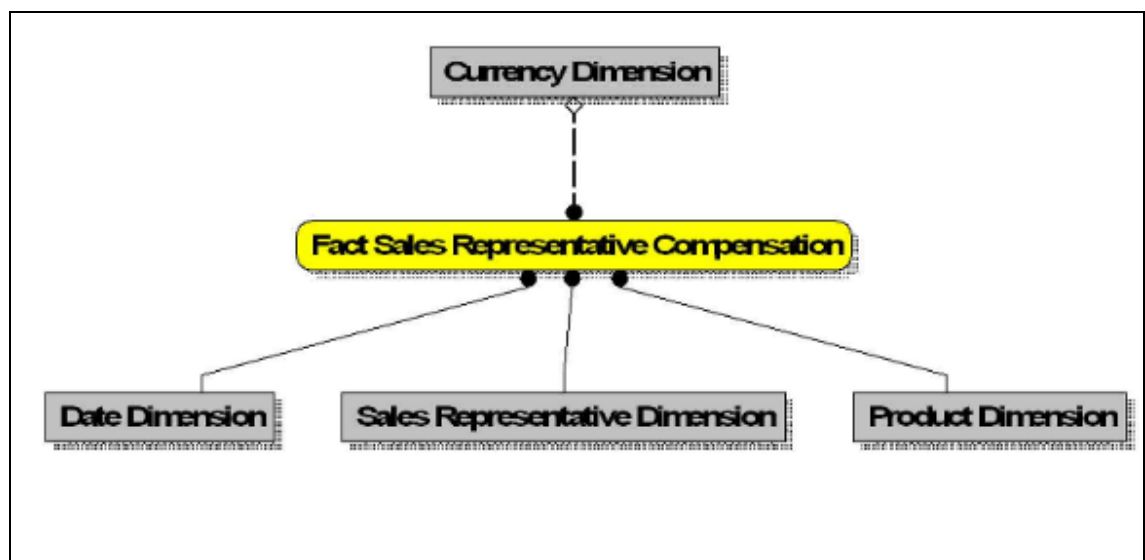 Currency Dimension
Fact Sales Representative Compensation
Date Dimension
Sales Representative Dimension
Product Dimension